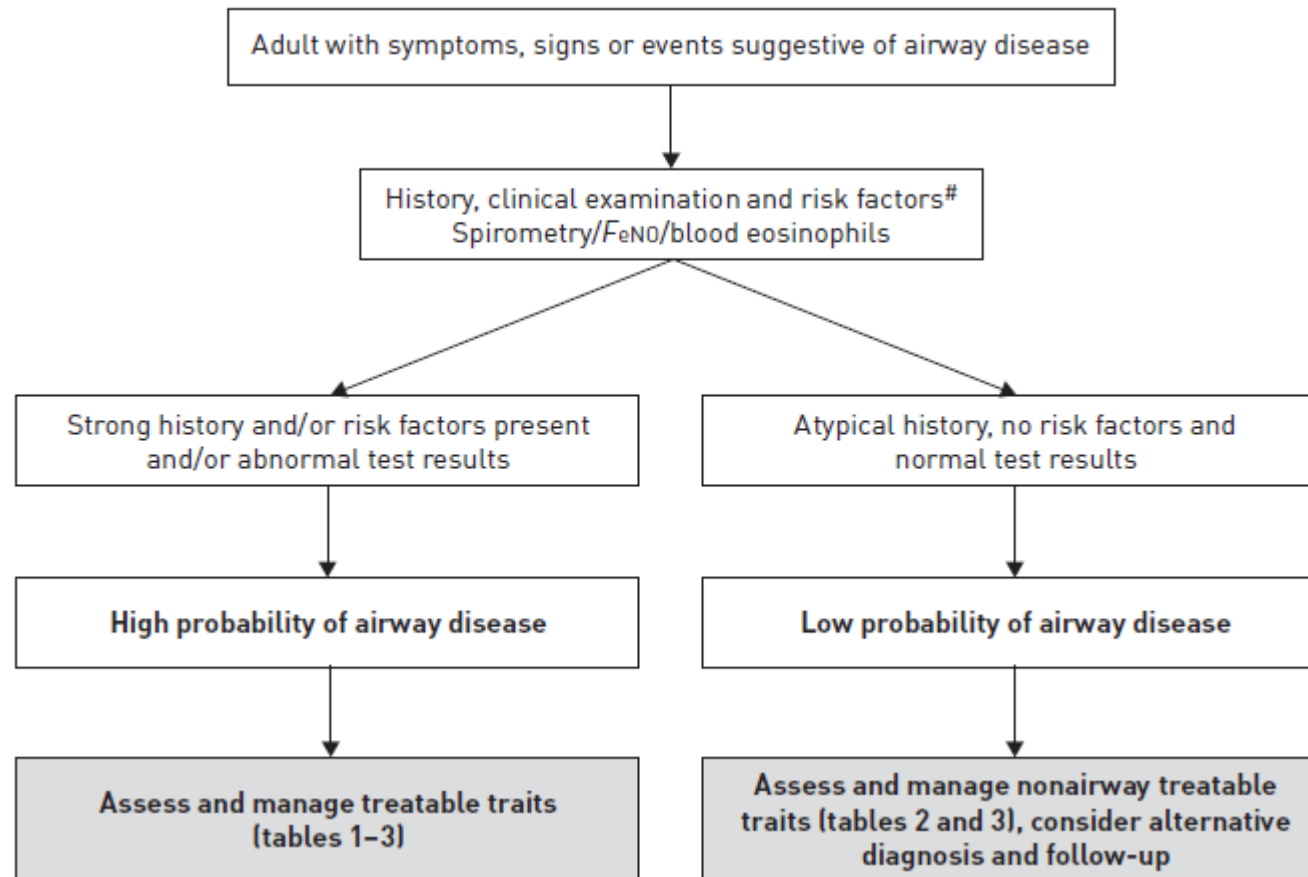 Adult with symptoms, signs or events suggestive of airway disease
History, clinical examination and risk factors#
Spirometry/FeNO/blood eosinophils
Strong history and/or risk factors present
and/or abnormal test results
Atypical history, no risk factors and
normal test results
High probability of airway disease
Low probability of airway disease
Assess and manage treatable traits
(tables 1–3)
Assess and manage nonairway treatable
traits (tables 2 and 3), consider alternative
diagnosis and follow-up